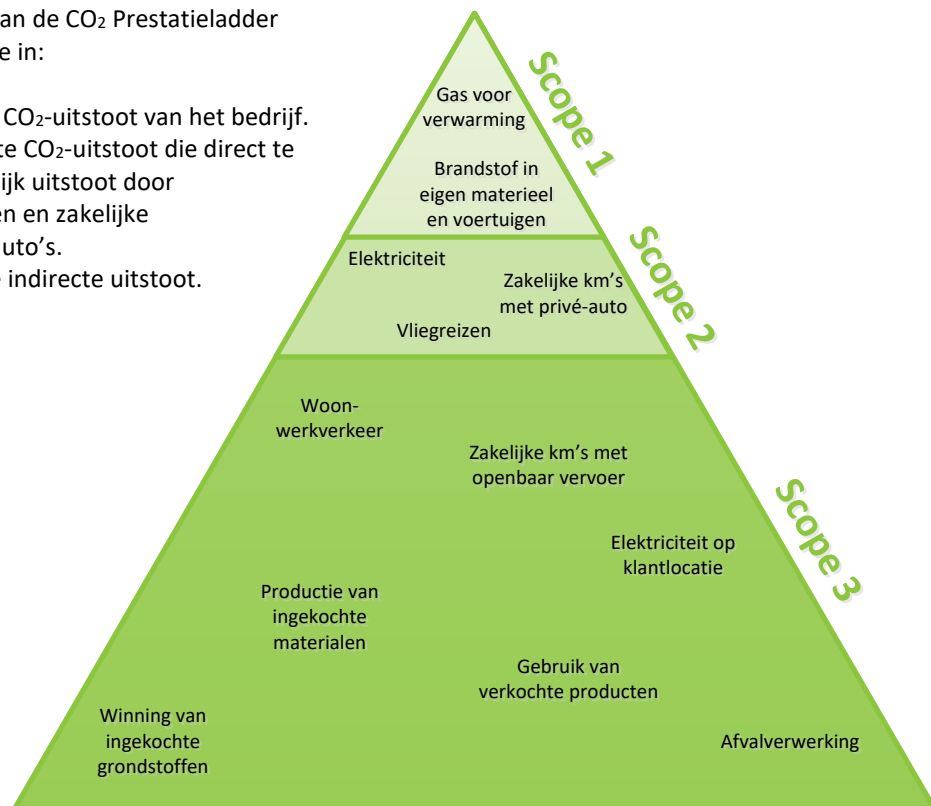 an de CO₂ Prestatieladder
e in:
CO₂-uitstoot van het bedrijf.
te CO₂-uitstoot die direct te
ijk uitstoot door
en en zakelijke
uto's.
e indirecte uitstoot.
Scope 1
Gas voor
verwarming
Brandstof in
eigen materieel
en voertuigen
Scope 2
Elektriciteit
Zakelijke km's
met privé-auto
Vliegreizen
Scope 3
Woon-
werkverkeer
Zakelijke km's met
openbaar vervoer
Elektriciteit op
klantlocatie
Productie van
ingekochte
materialen
Gebruik van
verkochte producten
Winning van
ingekochte
grondstoffen
Afvalverwerking